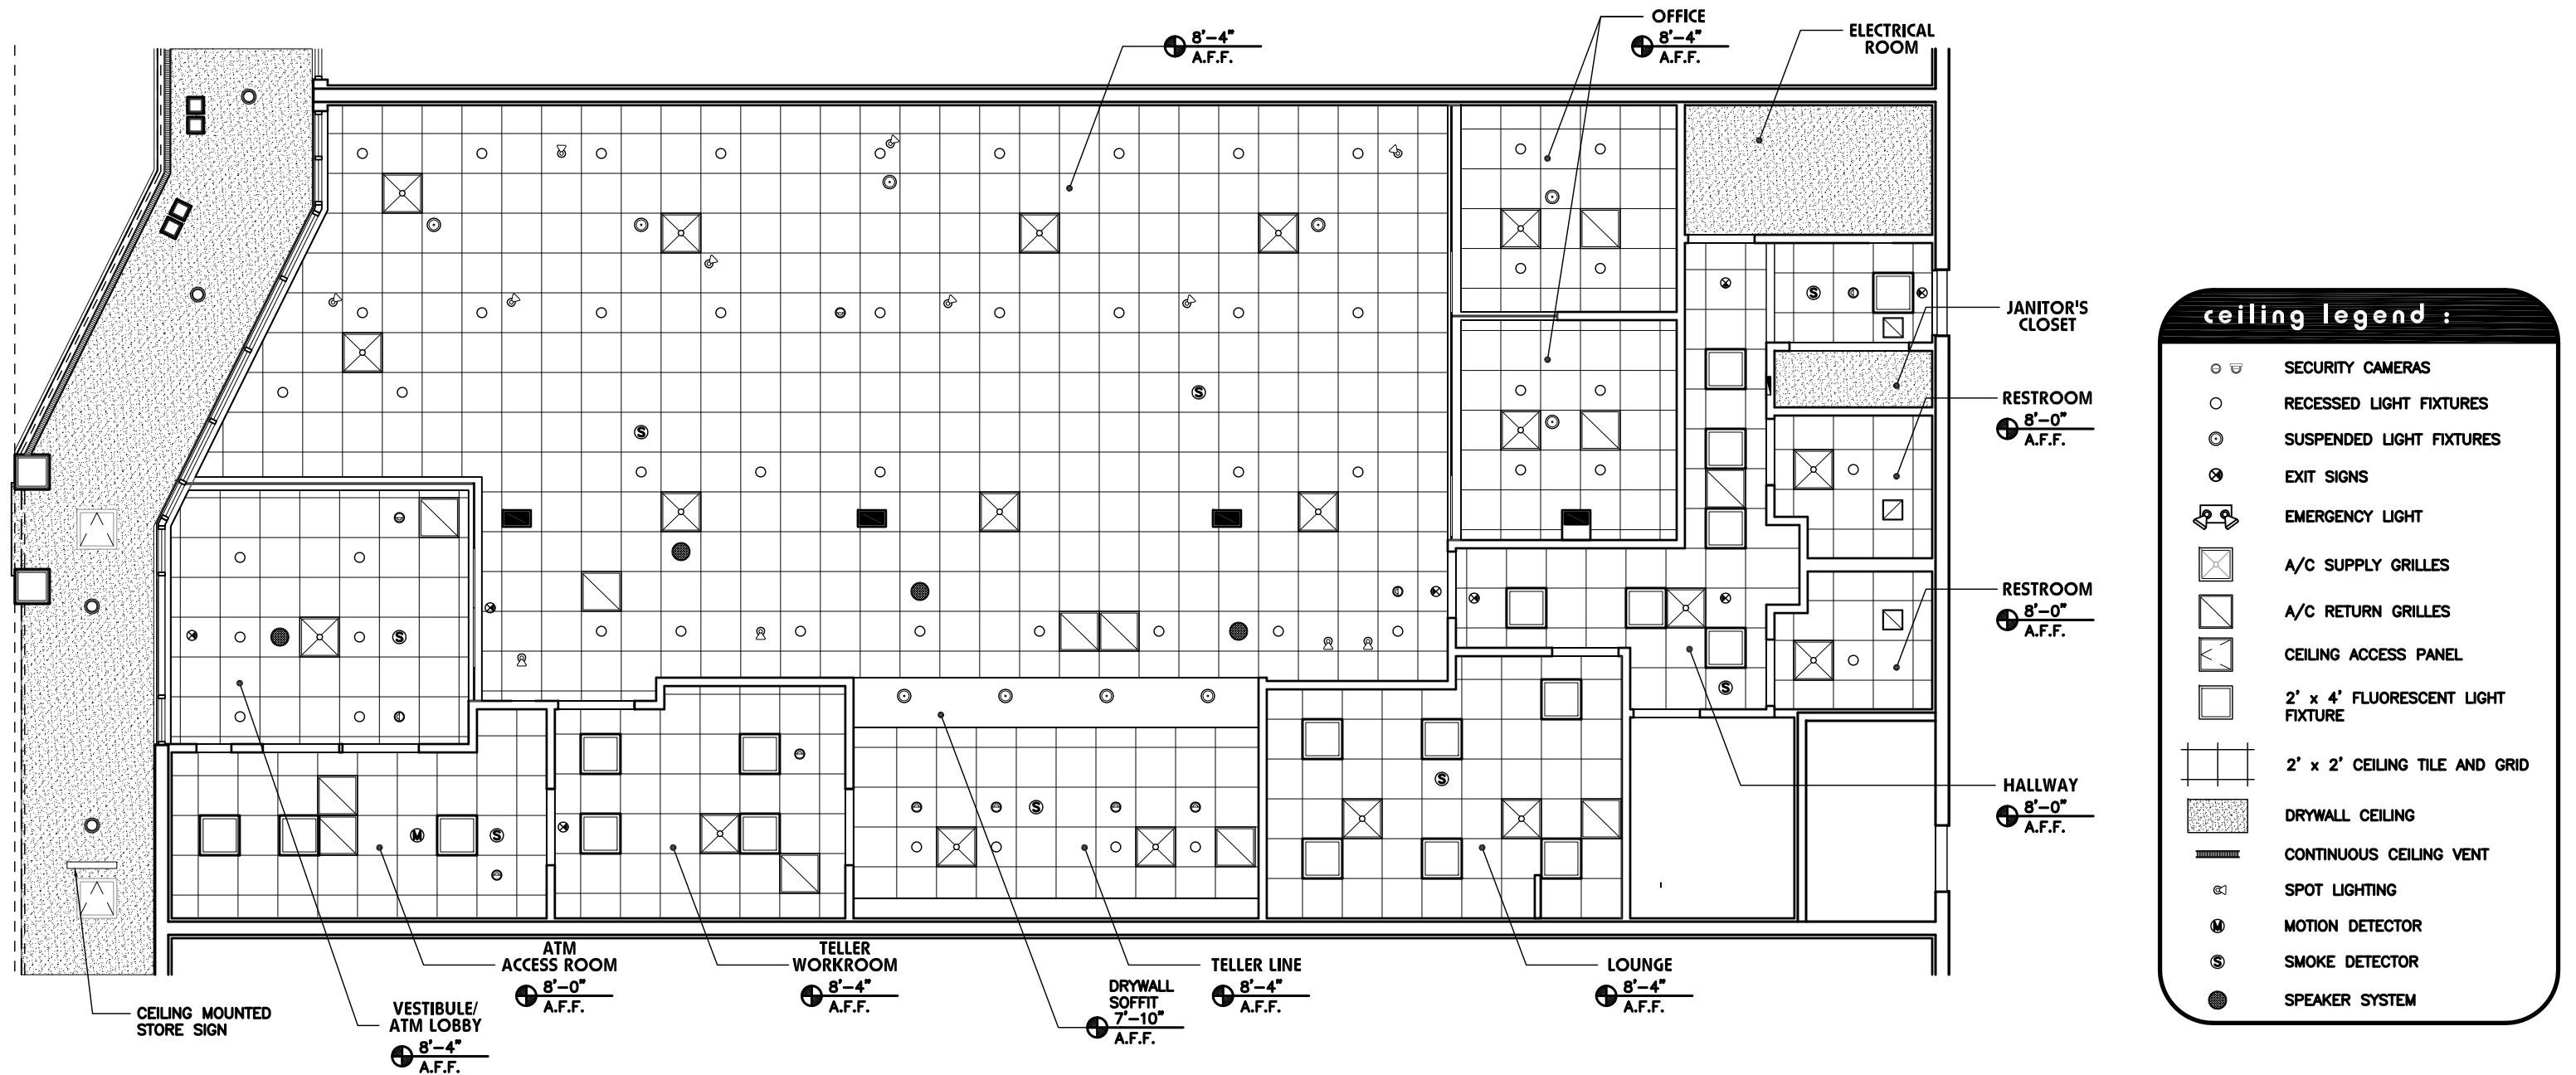 OFFICE
8'-4"
A.F.F.
8'-4"
A.F.F.
ELECTRICAL
ROOM
JANITOR'S
CLOSET
RESTROOM
8'-0"
A.F.F.
RESTROOM
8'-0"
A.F.F.
HALLWAY
8'-0"
A.F.F.
S
S
S
S
S
S
S
M
S
S
CEILING MOUNTED
STORE SIGN
VESTIBULE/
ATM LOBBY
8'-4"
A.F.F.
ATM
ACCESS ROOM
8'-0"
A.F.F.
TELLER
WORKROOM
8'-4"
A.F.F.
DRYWALL
SOFFIT
7'-10"
A.F.F.
TELLER LINE
8'-4"
A.F.F.
LOUNGE
8'-4"
A.F.F.
ceiling legend :
SECURITY CAMERAS
RECESSED LIGHT FIXTURES
SUSPENDED LIGHT FIXTURES
EXIT SIGNS
EMERGENCY LIGHT
A/C SUPPLY GRILLES
A/C RETURN GRILLES
CEILING ACCESS PANEL
2' x 4' FLUORESCENT LIGHT
FIXTURE
2' x 2' CEILING TILE AND GRID
DRYWALL CEILING
CONTINUOUS CEILING VENT
SPOT LIGHTING
M MOTION DETECTOR
S SMOKE DETECTOR
SPEAKER SYSTEM